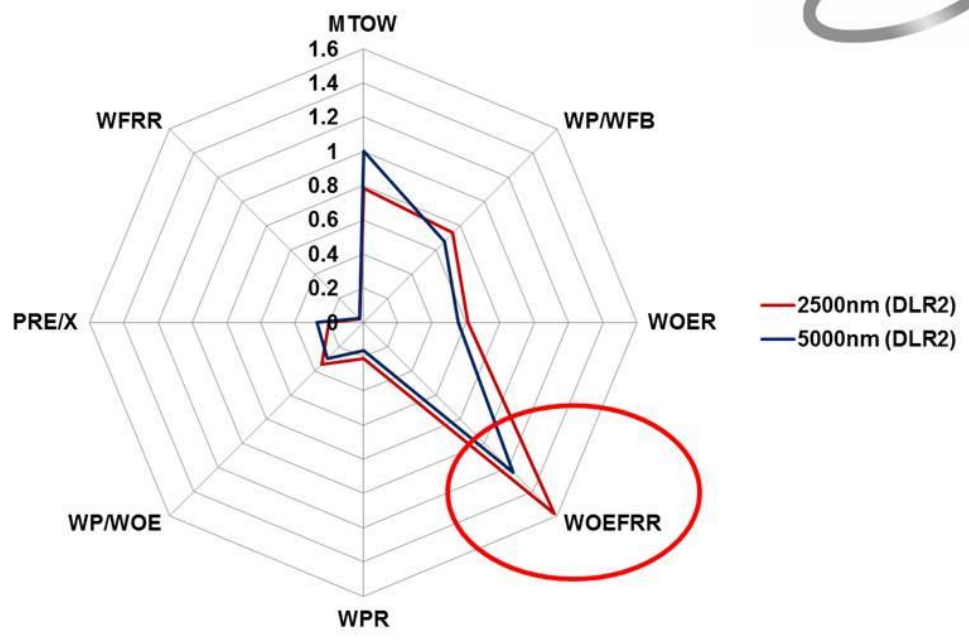 MTOW
1.6
1.4
1.2
1
0.8
0.6
0.4
0.2
0
WFRR
WP/WFB
PRE/X
WOER
2500nm (DLR2)
5000nm (DLR2)
WP/WOE
WOEFRR
WPR